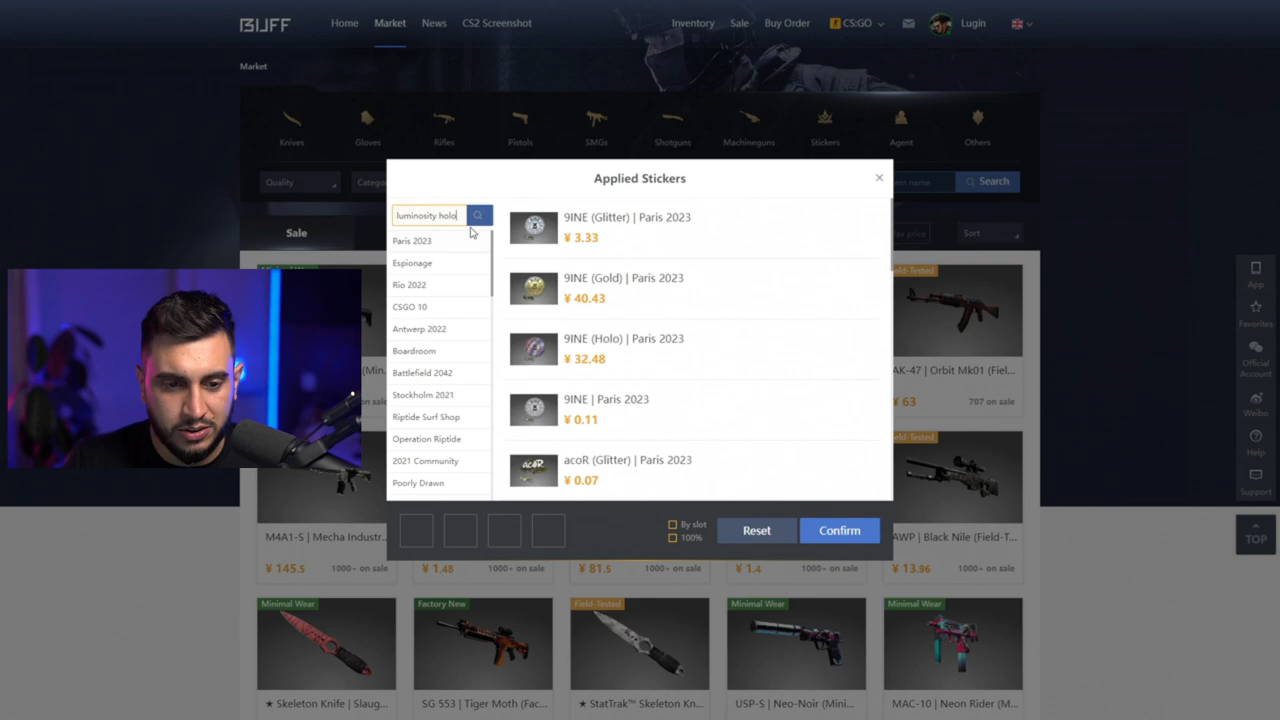 BUFF
Home Market News CS2 Screenshot Inventory Sale Buy Order CS:GO Login
Market
Knives Gloves Rifles Pistols SMGs Shotguns Machineguns Stickers Agent Others
Quality
Search
Sale
Sort
Applied Stickers
luminosity holo
Paris 2023
Espionage
Rio 2022
CSGO 10
Antwerp 2022
Boardroom
Battlefield 2042
Stockholm 2021
Riptide Surf Shop
Operation Riptide
2021 Community
Poorly Drawn
9INE (Glitter) | Paris 2023
¥ 3.33
9INE (Gold) | Paris 2023
¥ 40.43
9INE (Holo) | Paris 2023
¥ 32.48
9INE | Paris 2023
¥ 0.11
acoR (Glitter) | Paris 2023
¥ 0.07
By slot
100%
Reset
Confirm
AK-47 | Orbit Mk01 (Fiel...
¥ 63 707 on sale
M4A1-S | Mecha Industr...
AWP | Black Nile (Field-T...
¥ 145.5 1000+ on sale
¥ 1.48 1000+ on sale
¥ 81.5 1000+ on sale
¥ 1.4 1000+ on sale
¥ 13.96 1000+ on sale
Minimal Wear
Factory New
Field-Tested
Minimal Wear
Minimal Wear
★ Skeleton Knife | Slaug...
SG 553 | Tiger Moth (Fac...
★ StatTrak™ Skeleton Kn...
USP-S | Neo-Noir (Mini...
MAC-10 | Neon Rider (M...
App
Favorites
Official
Account
Weibo
Help
Support
TOP